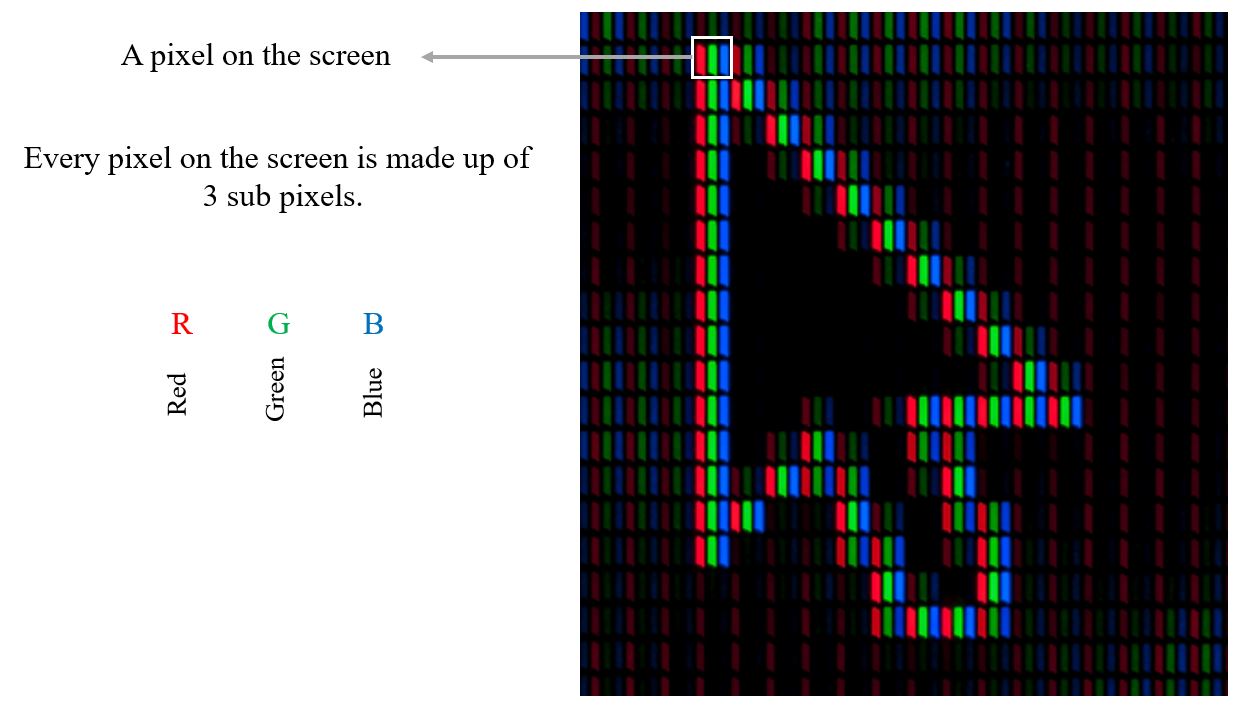 A pixel on the screen
Every pixel on the screen is made up of
3 sub pixels.
R G B
Red Green Blue